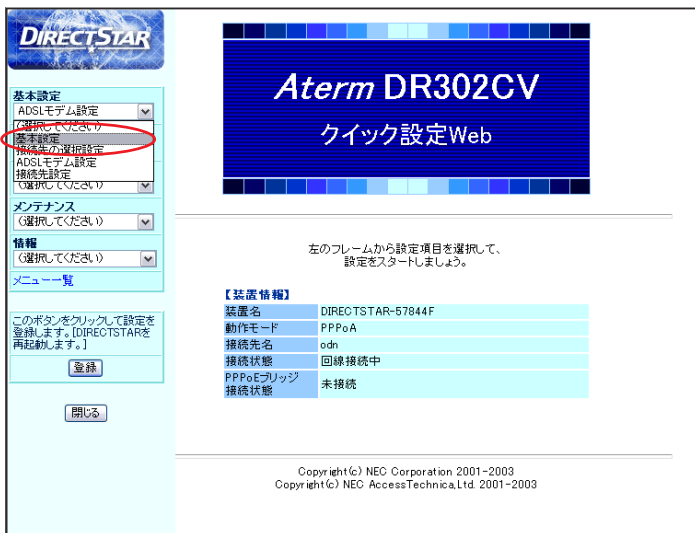 DIRECTSTAR
基本設定
ADSLモデム設定
(選択してください)
基本設定
接続先の選択設定
ADSLモデム設定
接続先設定
(選択してください)
メンテナンス
(選択してください)
情報
(選択してください)
メニュー一覧
このボタンをクリックして設定を
登録します。[DIRECTSTARを
再起動します。]
登録
閉じる
Aterm DR302CV
クイック設定Web
左のフレームから設定項目を選択して、
設定をスタートしましょう。
【装置情報】
装置名 DIRECTSTAR-57844F
動作モード PPPoA
接続先名 odn
接続状態 回線接続中
PPPoEブリッジ
接続状態 未接続
Copyright(c) NEC Corporation 2001-2003
Copyright(c) NEC AccessTechnica,Ltd. 2001-2003